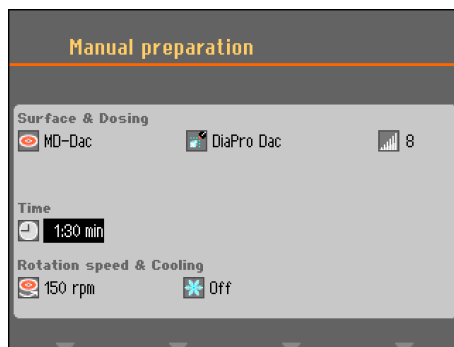 Manual preparation
Surface & Dosing
MD-Dac DiaPro Dac 8
Time
1:30 min
Rotation speed & Cooling
150 rpm Off